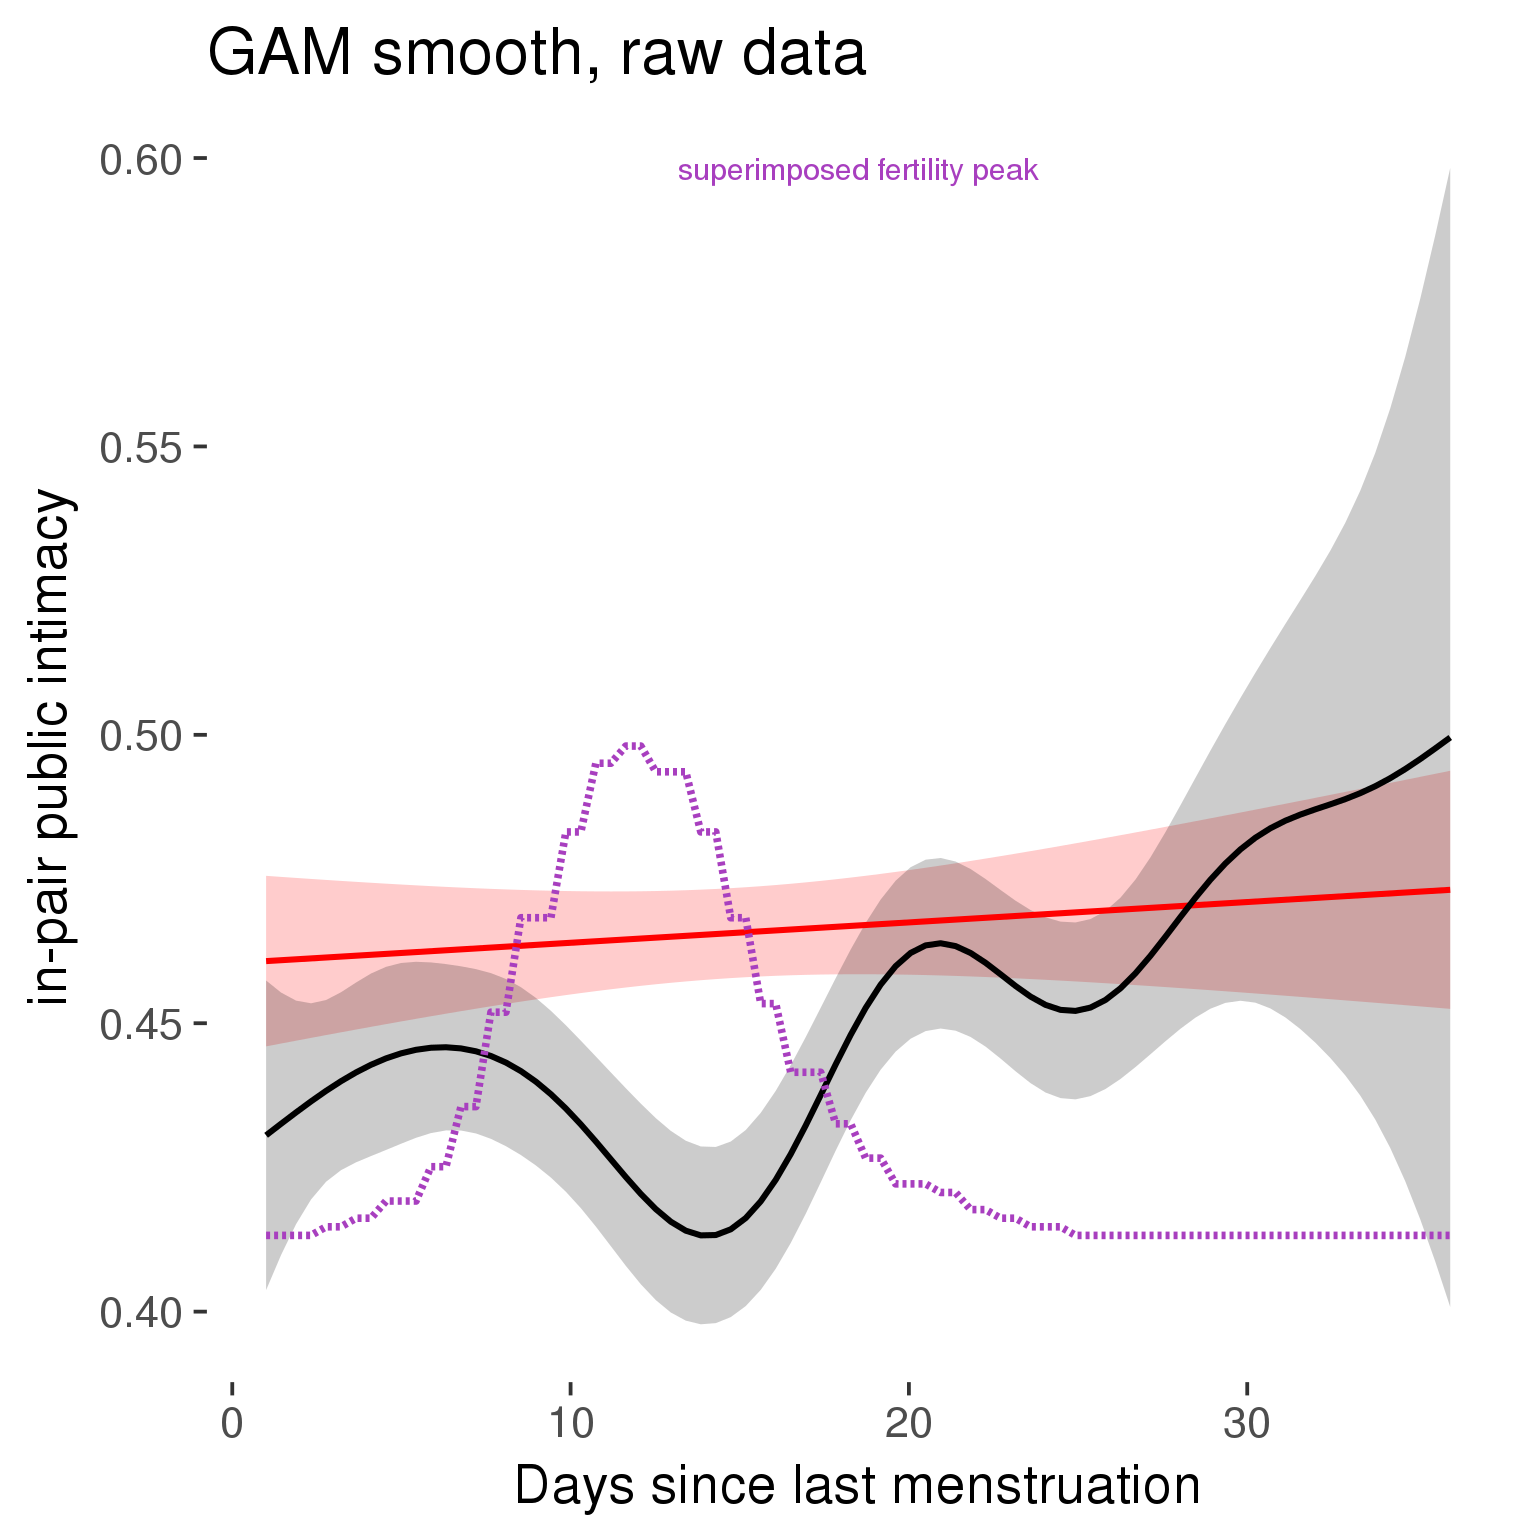 GAM smooth, raw data
superimposed fertility peak
0.60
0.55
0.50
0.45
0.40
in-pair public intimacy
0 10 20 30
Days since last menstruation